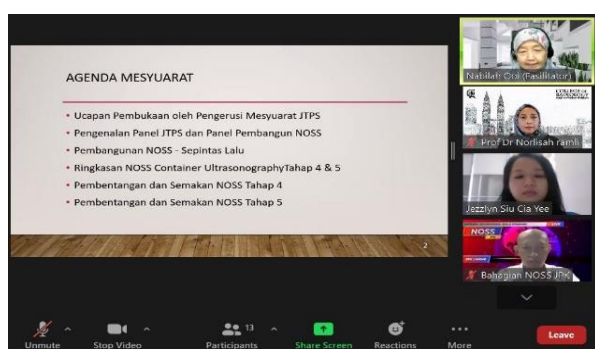 AGENDA MESYUARAT
• Ucapan Pembukaan oleh Pengerusi Mesyuarat JTPS
• Pengenalan Panel JTPS dan Panel Pembangun NOSS
• Pembangunan NOSS - Sepintas Lalu
• Ringkasan NOSS Container UltrasonographyTahap 4 & 5
• Pembentangan dan Semakan NOSS Tahap 4
• Pembentangan dan Semakan NOSS Tahap 5
2
Nabilah Ooi (Fasilitator)
Prof Dr Norlisah ramli
Jezzlyn Siu Cia Yee
NOSS
Bahagian NOSS JPK
Unmute
Stop Video
13
Participants
Share Screen
Reactions
More
Leave